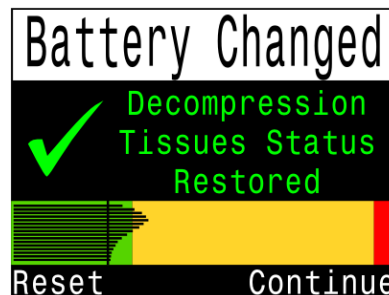 Battery Changed
Decompression
Tissues Status
Restored
Reset Continue